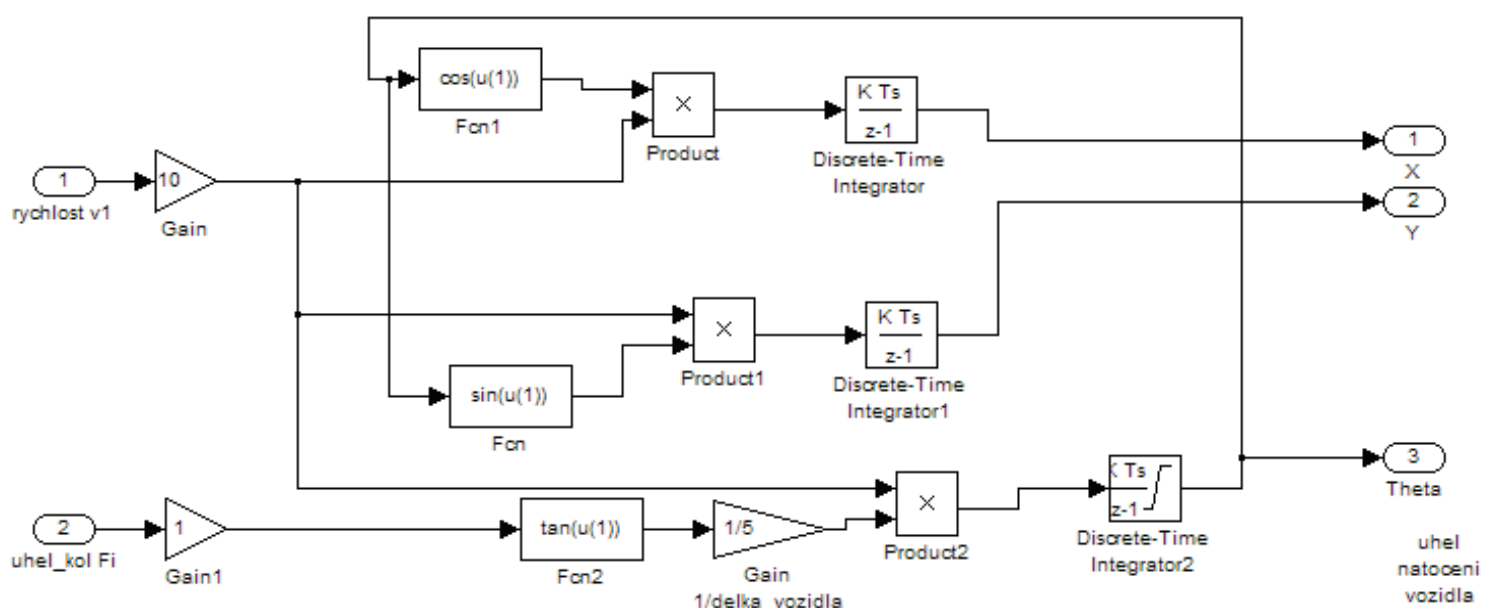 cos(u(1))
Fcn1
×
Product
K Ts
z-1
Discrete-Time
Integrator
1
X
1
rychlost v1
10
Gain
2
Y
×
Product1
K Ts
z-1
Discrete-Time
Integrator1
sin(u(1))
Fcn
2
uhel_kol Fi
1
Gain1
tan(u(1))
Fcn2
1/5
Gain
1/delka_vozidla
×
Product2
K Ts
z-1
Discrete-Time
Integrator2
3
Theta
uhel
natoceni
vozidla